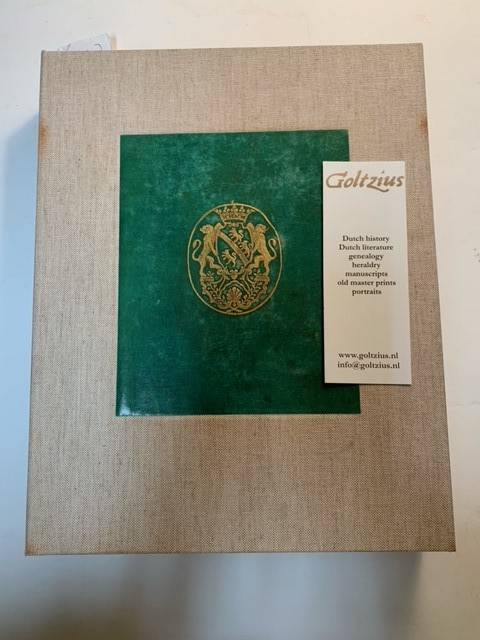 Goltzius
Dutch history
Dutch literature
genealogy
heraldry
manuscripts
old master prints
portraits
www.goltzius.nl
info@goltzius.nl